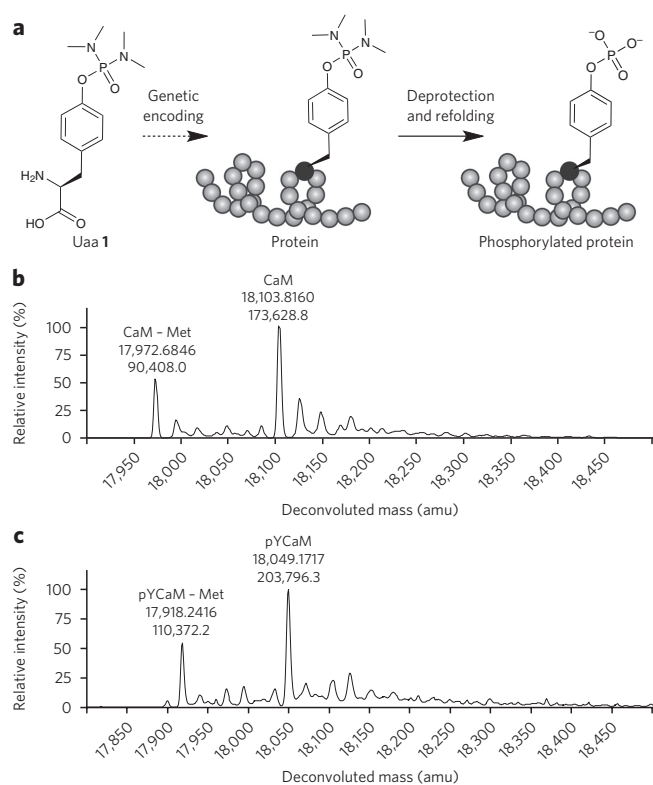 a
N
N
P
O
O
H₂N
HO
O
Uaa 1
Genetic
encoding
N
N
P
O
O
Protein
Deprotection
and refolding
⁻O
O⁻
P
O
O
Phosphorylated protein
b
Relative intensity (%)
100
75
50
25
0
CaM – Met
17,972.6846
90,408.0
CaM
18,103.8160
173,628.8
17,950
18,000
18,050
18,100
18,150
18,200
18,250
18,300
18,350
18,400
18,450
Deconvoluted mass (amu)
c
Relative intensity (%)
100
75
50
25
0
pYCaM – Met
17,918.2416
110,372.2
pYCaM
18,049.1717
203,796.3
17,850
17,900
17,950
18,000
18,050
18,100
18,150
18,200
18,250
18,300
18,350
18,400
18,450
Deconvoluted mass (amu)